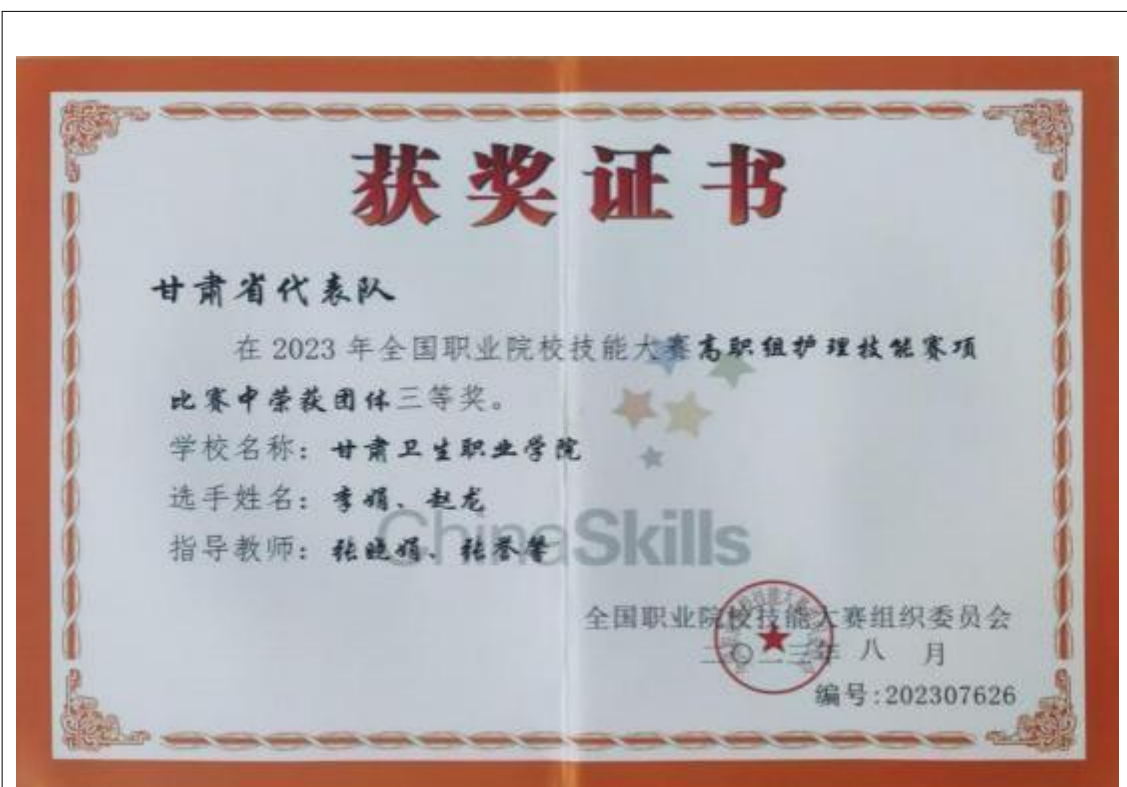 获奖证书
甘肃省代表队
在 2023 年全国职业院校技能大赛高职组护理技能赛项
比赛中荣获团体三等奖。
学校名称：甘肃卫生职业学院
选手姓名：李娟、赵龙
指导教师：张晓娟、张誉馨
ChinaSkills
全国职业院校技能大赛组织委员会
二〇二三年 八 月
编号:202307626